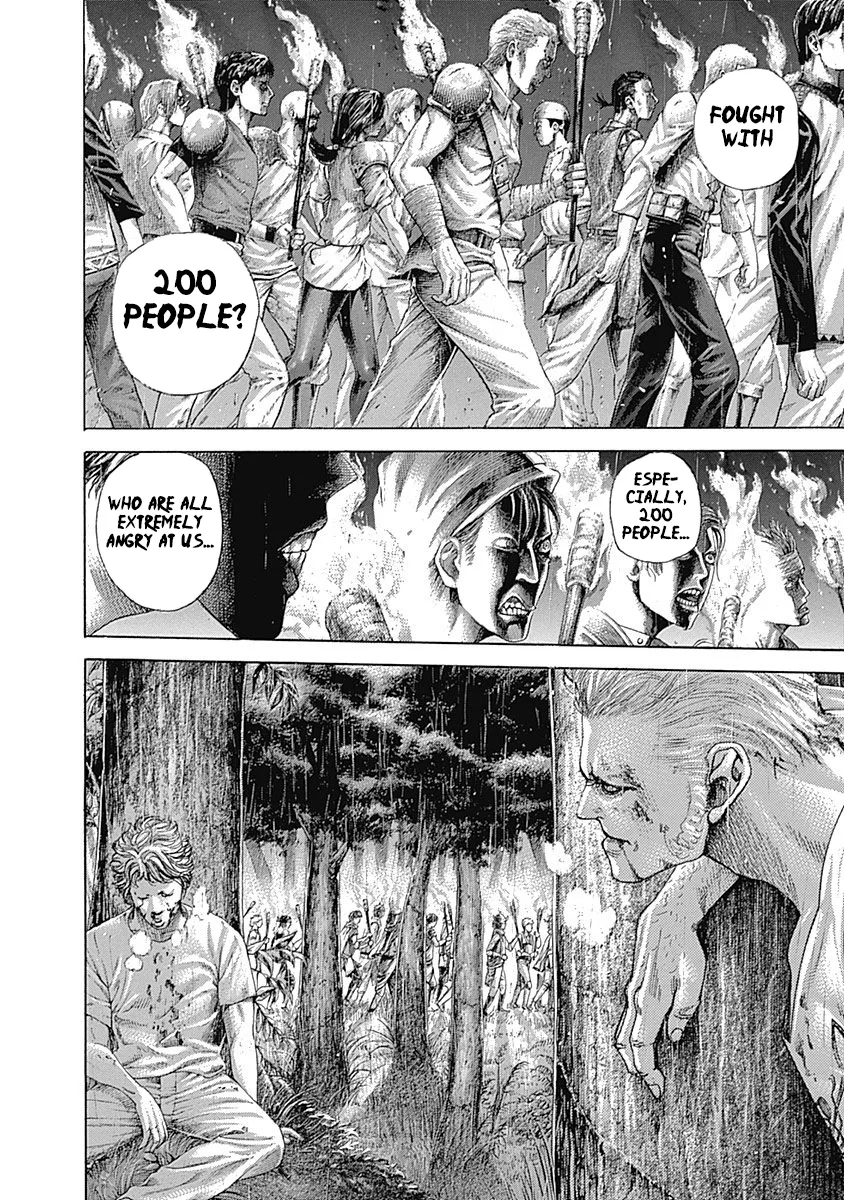 FOUGHT
WITH
200
PEOPLE?
ESPE-
CIALLY,
200
PEOPLE...
WHO ARE ALL
EXTREMELY
ANGRY AT US...